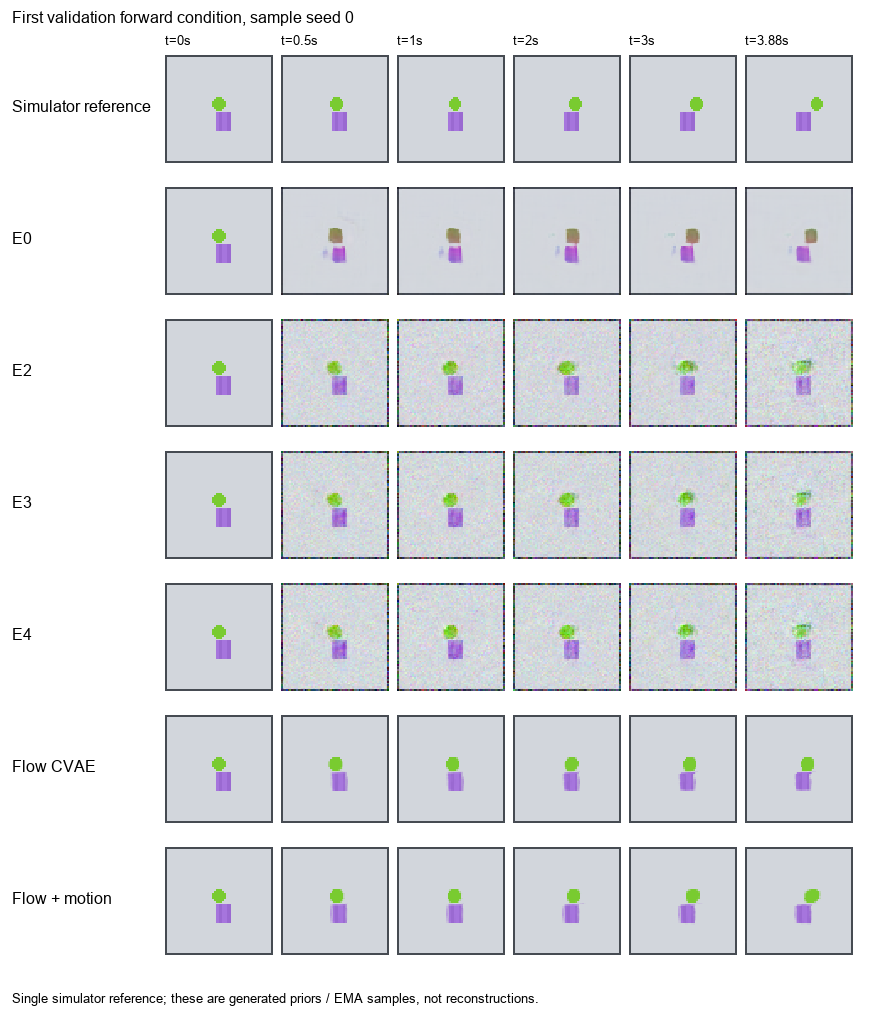 First validation forward condition, sample seed 0
t=0s t=0.5s t=1s t=2s t=3s t=3.88s
Simulator reference
E0
E2
E3
E4
Flow CVAE
Flow + motion
Single simulator reference; these are generated priors / EMA samples, not reconstructions.